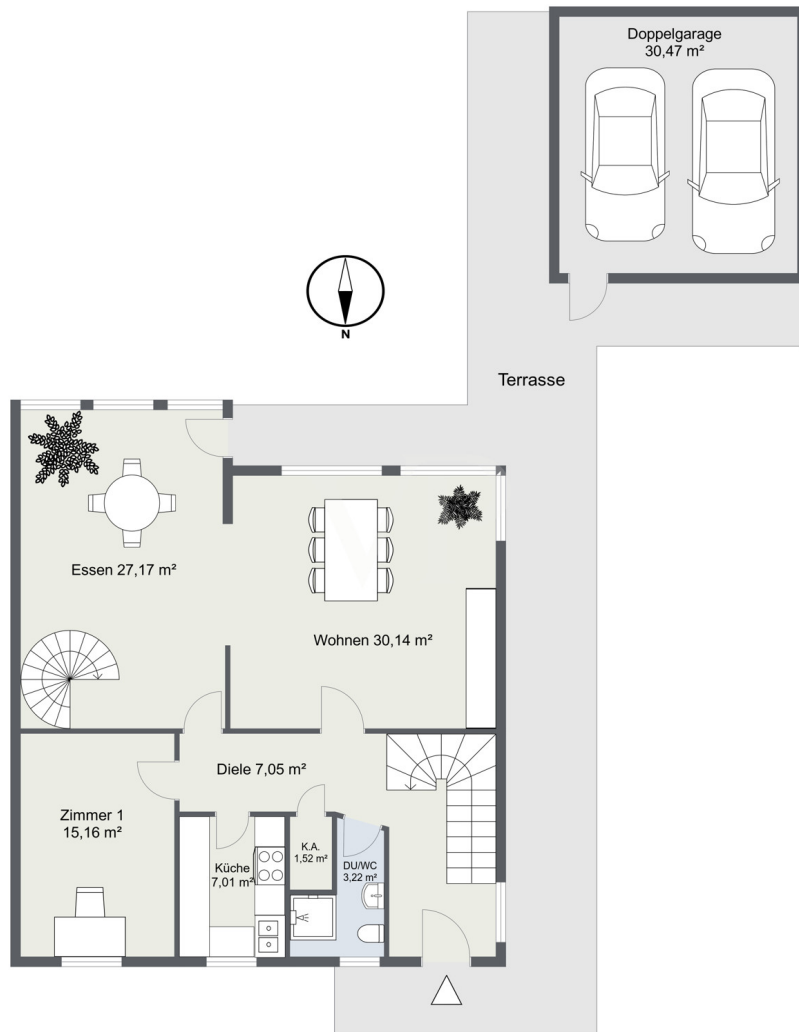 Doppelgarage
30,47 m²
N
Terrasse
Essen 27,17 m²
Wohnen 30,14 m²
Diele 7,05 m²
Zimmer 1
15,16 m²
Küche
7,01 m²
K.A.
1,52 m²
DU/WC
3,22 m²